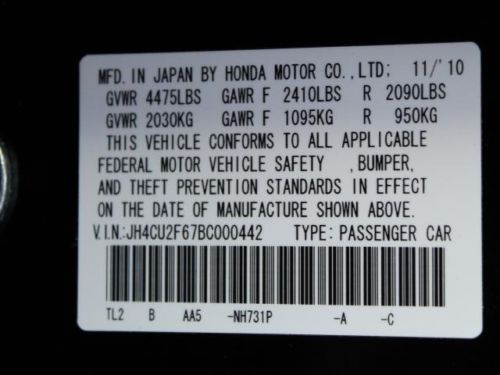 MFD. IN JAPAN BY HONDA MOTOR CO.,LTD; 11/'10
GVWR 4475LBS GAWR F 2410LBS R 2090LBS
GVWR 2030KG GAWR F 1095KG R 950KG
THIS VEHICLE CONFORMS TO ALL APPLICABLE
FEDERAL MOTOR VEHICLE SAFETY ,BUMPER,
AND THEFT PREVENTION STANDARDS IN EFFECT
ON THE DATE OF MANUFACTURE SHOWN ABOVE.
V.I.N:JH4CU2F67BC000442 TYPE: PASSENGER CAR
TL2 B AA5 -NH731P -A -C